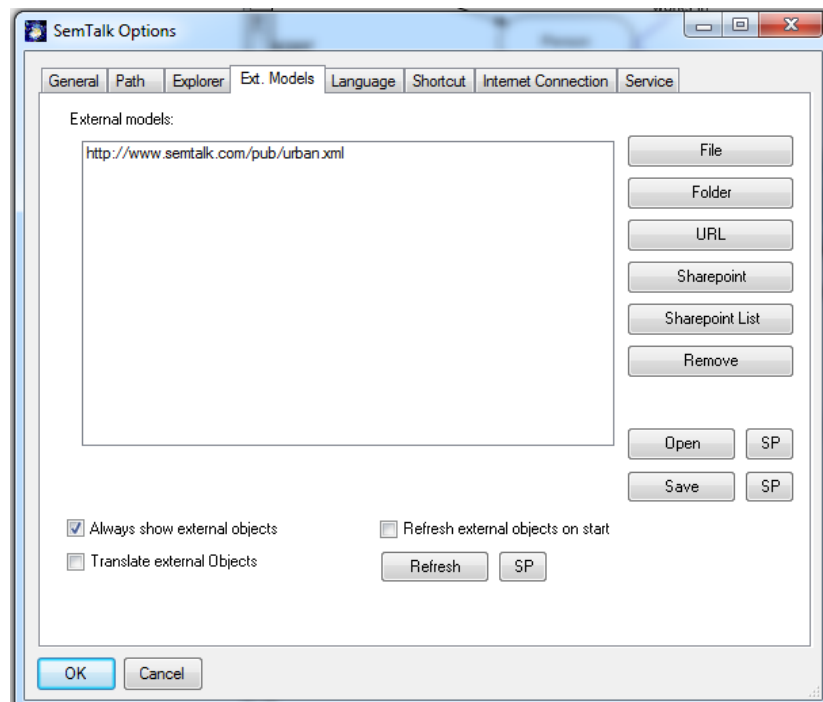 SemTalk Options
General Path Explorer Ext. Models Language Shortcut Internet Connection Service
External models:
http://www.semtalk.com/pub/urban.xml
File
Folder
URL
Sharepoint
Sharepoint List
Remove
Open SP
Save SP
Always show external objects Refresh external objects on start
Translate external Objects Refresh SP
OK Cancel